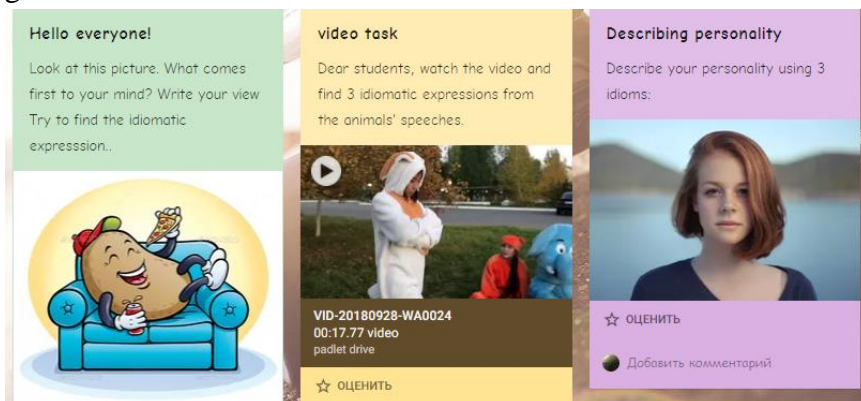 Hello everyone!
Look at this picture. What comes
first to your mind? Write your view
Try to find the idiomatic
expresssion..
video task
Dear students, watch the video and
find 3 idiomatic expressions from
the animals' speeches.
VID-20180928-WA0024
00:17.77 video
padlet drive
ОЦЕНИТЬ
Describing personality
Describe your personality using 3
idioms:
ОЦЕНИТЬ
Добавить комментарий